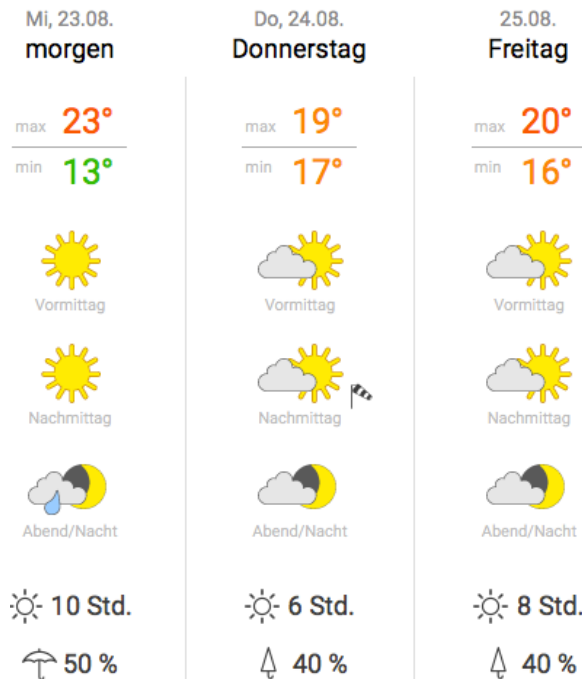 Mi, 23.08.
morgen
max 23°
min 13°
Vormittag
Nachmittag
Abend/Nacht
10 Std.
50 %
Do, 24.08.
Donnerstag
max 19°
min 17°
Vormittag
Nachmittag
Abend/Nacht
6 Std.
40 %
25.08.
Freitag
max 20°
min 16°
Vormittag
Nachmittag
Abend/Nacht
8 Std.
40 %